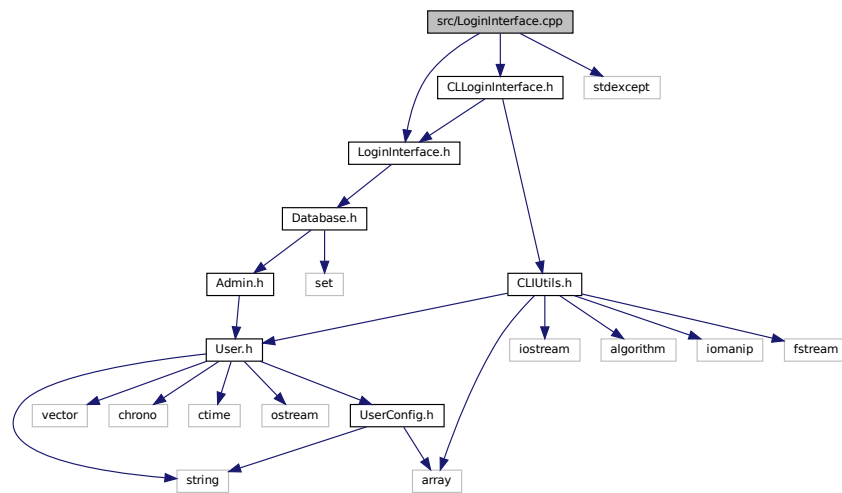 src/LoginInterface.cpp
CLLoginInterface.h
stdexcept
LoginInterface.h
Database.h
Admin.h
set
CLIUtils.h
User.h
iostream
algorithm
iomanip
fstream
vector
chrono
ctime
ostream
UserConfig.h
string
array